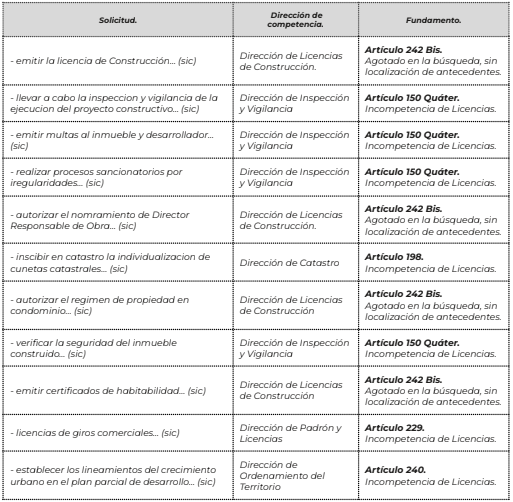 Solicitud.
Dirección de
competencia.
Fundamento.
- emitir la licencia de Construcción... (sic)
Dirección de Licencias
de Construcción.
Artículo 242 Bis.
Agotado en la búsqueda, sin
localización de antecedentes.
- llevar a cabo la inspeccion y vigilancia de la
ejecucion del proyecto constructivo... (sic)
Dirección de Inspección
y Vigilancia
Artículo 150 Quáter.
Incompetencia de Licencias.
- emitir multas al inmueble y desarrollador...
(sic)
Dirección de Inspección
y Vigilancia
Artículo 150 Quáter.
Incompetencia de Licencias.
- realizar procesos sancionatorios por
iregularidades... (sic)
Dirección de Inspección
y Vigilancia
Artículo 150 Quáter.
Incompetencia de Licencias.
- autorizar el nomramiento de Director
Responsable de Obra... (sic)
Dirección de Licencias
de Construcción.
Artículo 242 Bis.
Agotado en la búsqueda, sin
localización de antecedentes.
- inscibir en catastro la individualizacion de
cunetas catastrales... (sic)
Dirección de Catastro
Artículo 198.
Incompetencia de Licencias.
- autorizar el regimen de propiedad en
condominio... (sic)
Dirección de Licencias
de Construcción
Artículo 242 Bis.
Agotado en la búsqueda, sin
localización de antecedentes.
- verificar la seguridad del inmueble
construido... (sic)
Dirección de Inspección
y Vigilancia
Artículo 150 Quáter.
Incompetencia de Licencias.
- emitir certificados de habitabilidad... (sic)
Dirección de Licencias
de Construcción
Artículo 242 Bis.
Agotado en la búsqueda, sin
localización de antecedentes.
- licencias de giros comerciales... (sic)
Dirección de Padrón y
Licencias
Artículo 229.
Incompetencia de Licencias.
- establecer los lineamientos del crecimiento
urbano en el plan parcial de desarrollo... (sic)
Dirección de
Ordenamiento del
Territorio
Artículo 240.
Incompetencia de Licencias.